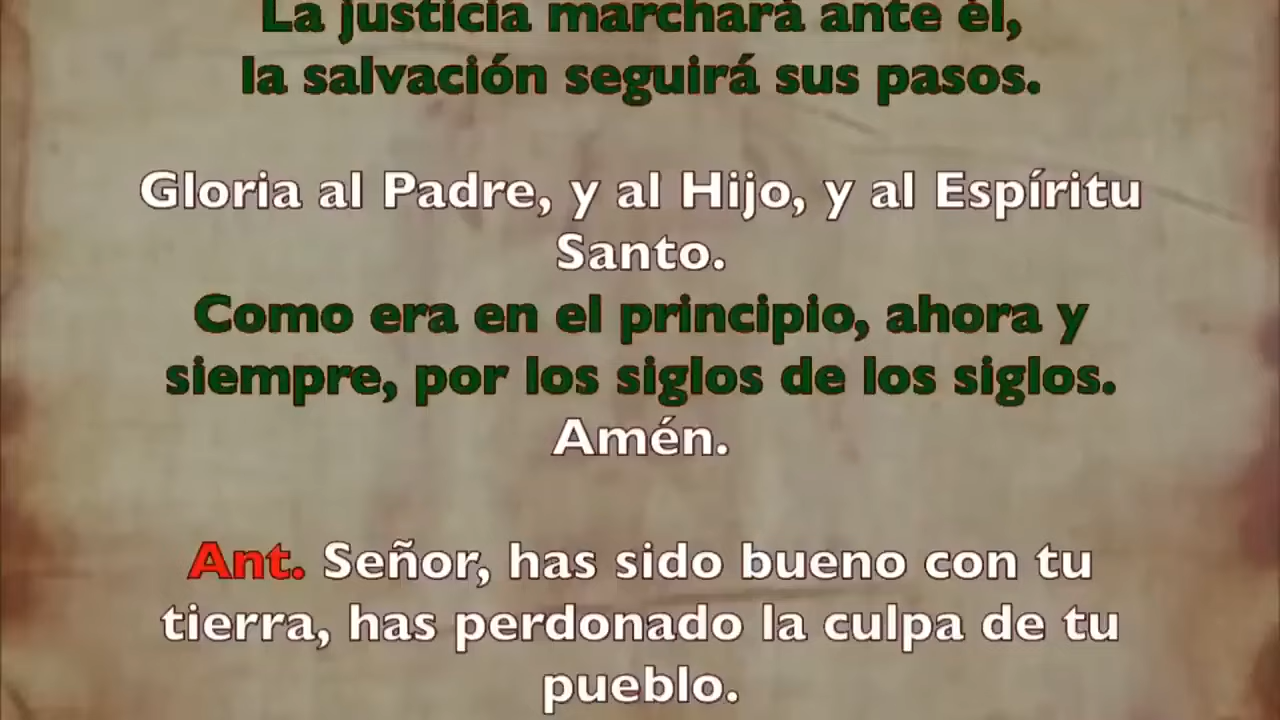 La justicia marchará ante él,
la salvación seguirá sus pasos.
Gloria al Padre, y al Hijo, y al Espíritu
Santo.
Como era en el principio, ahora y
siempre, por los siglos de los siglos.
Amén.
Ant. Señor, has sido bueno con tu
tierra, has perdonado la culpa de tu
pueblo.